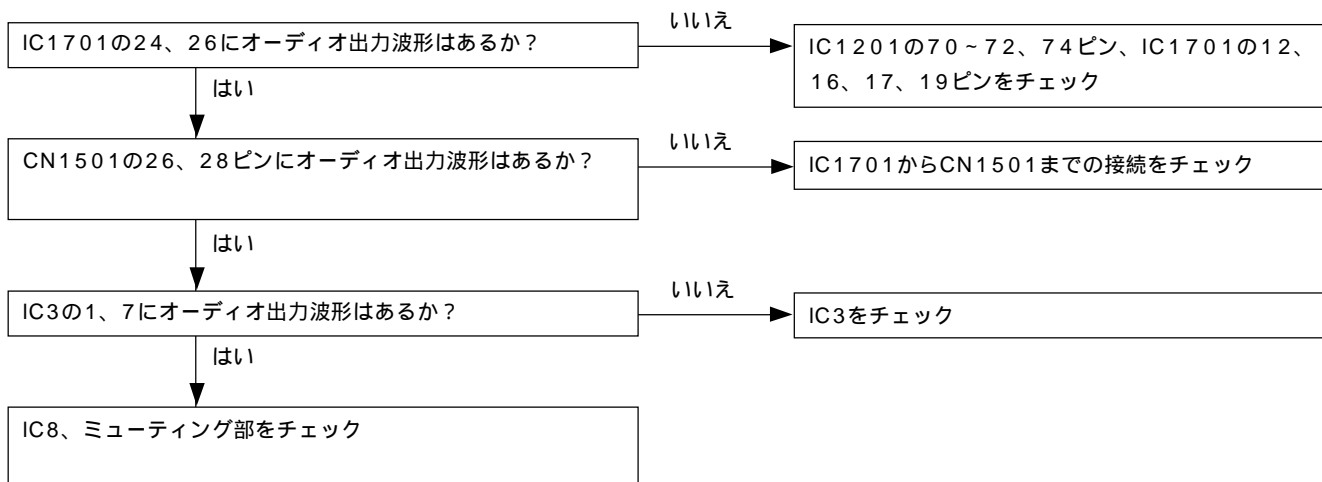 IC1701の24、26にオーディオ出力波形はあるか？
いいえ
IC1201の70～72、74ピン、IC1701の12、
16、17、19ピンをチェック
はい
CN1501の26、28ピンにオーディオ出力波形はあるか？
いいえ
IC1701からCN1501までの接続をチェック
はい
IC3の1、7にオーディオ出力波形はあるか？
いいえ
IC3をチェック
はい
IC8、ミューティング部をチェック